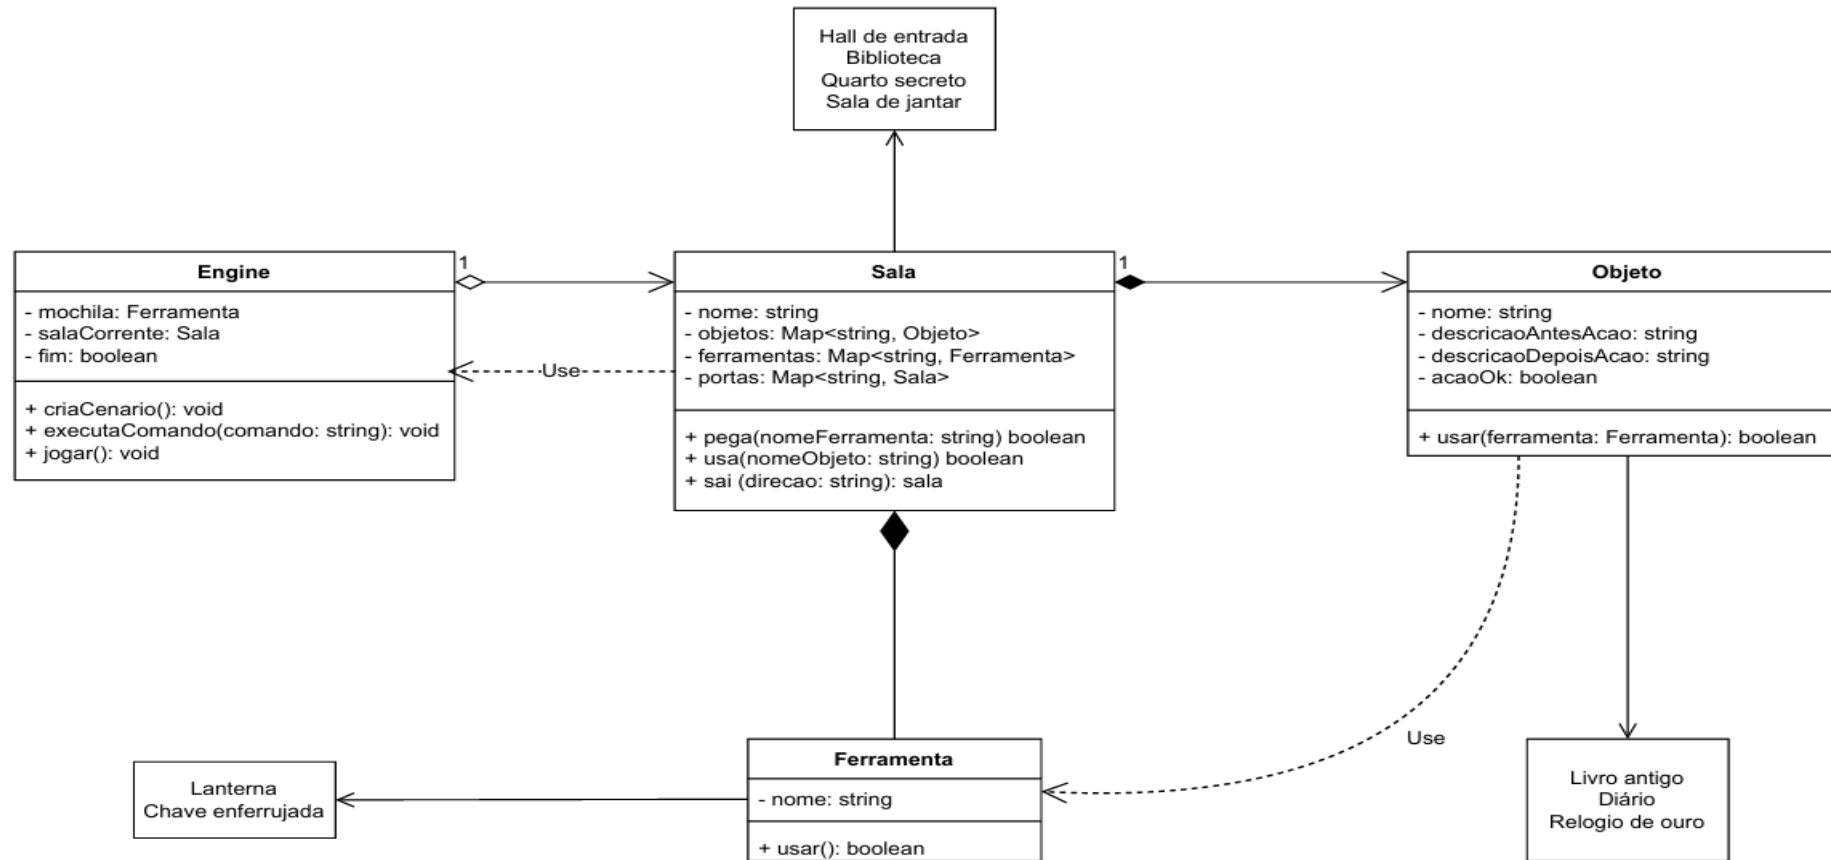 Hall de entrada
Biblioteca
Quarto secreto
Sala de jantar
Engine
- mochila: Ferramenta
- salaCorrente: Sala
- fim: boolean
+ criaCenario(): void
+ executaComando(comando: string): void
+ jogar(): void
1
Use
Sala
- nome: string
- objetos: Map<string, Objeto>
- ferramentas: Map<string, Ferramenta>
- portas: Map<string, Sala>
+ pega(nomeFerramenta: string) boolean
+ usa(nomeObjeto: string) boolean
+ sai (direcao: string): sala
1
Objeto
- nome: string
- descricaoAntesAcao: string
- descricaoDepoisAcao: string
- acaoOk: boolean
+ usar(ferramenta: Ferramenta): boolean
Use
Lanterna
Chave enferrujada
Ferramenta
- nome: string
+ usar(): boolean
Livro antigo
Diário
Relogio de ouro